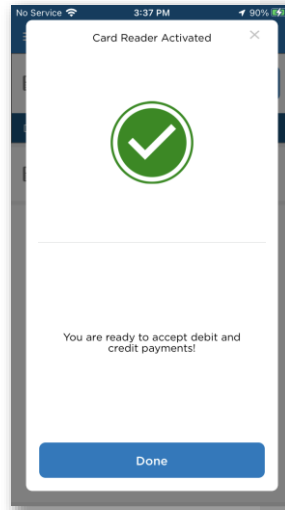 No Service 3:37 PM 90%
Card Reader Activated
You are ready to accept debit and
credit payments!
Done